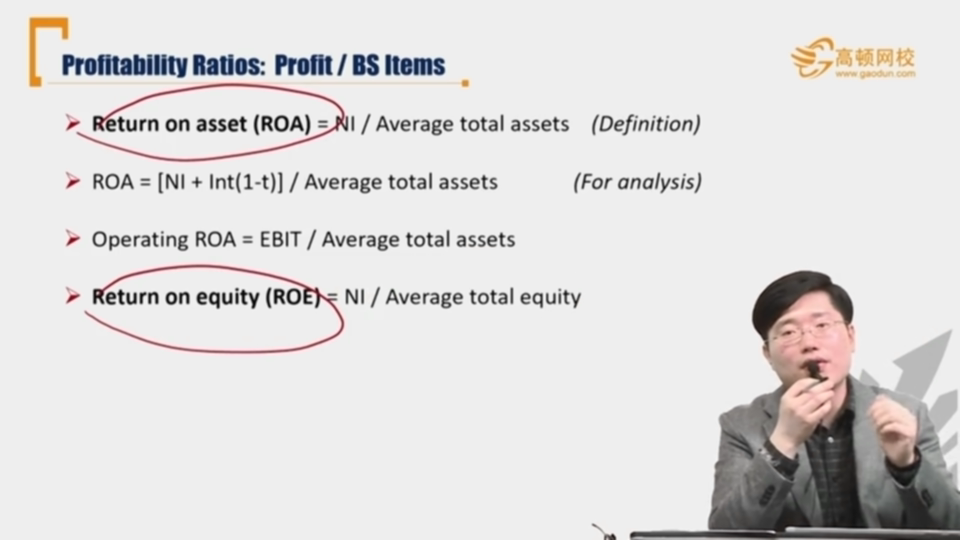 Profitability Ratios: Profit / BS Items
高顿网校
www.gaodun.com
Return on asset (ROA) = NI / Average total assets (Definition)
ROA = [NI + Int(1-t)] / Average total assets (For analysis)
Operating ROA = EBIT / Average total assets
Return on equity (ROE) = NI / Average total equity